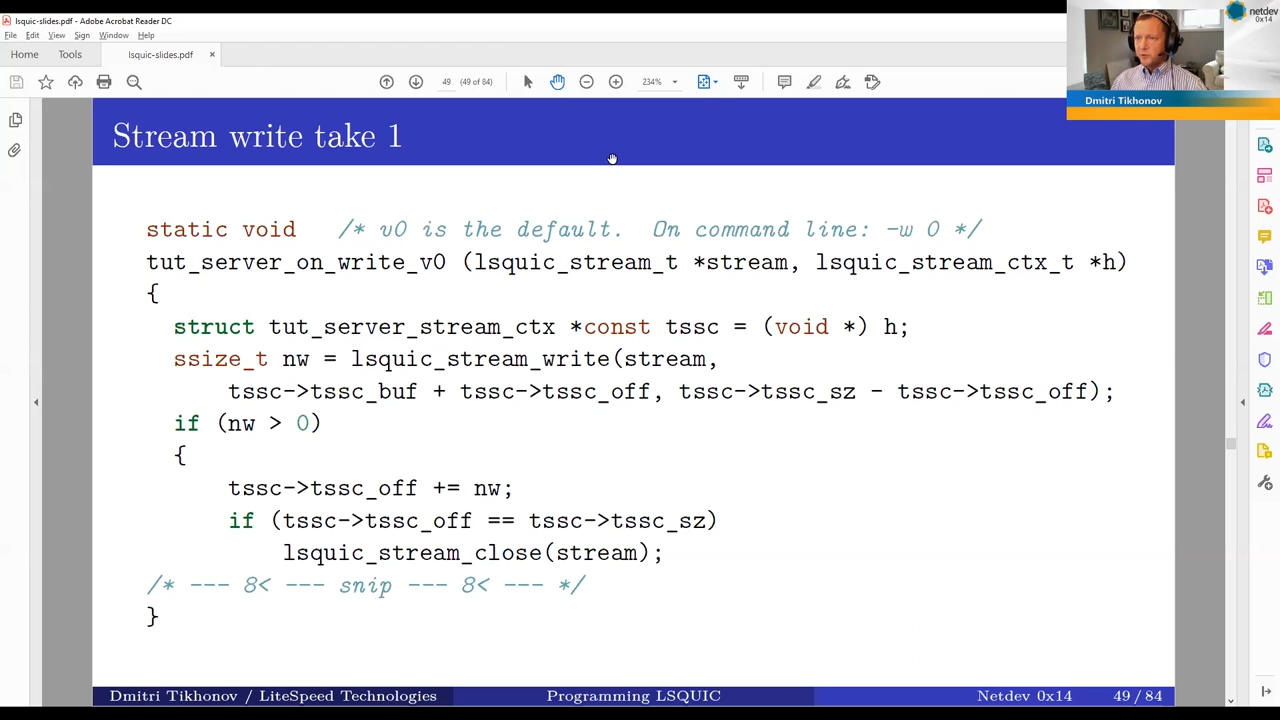 lsquic-slides.pdf - Adobe Acrobat Reader DC
File Edit View Sign Window Help
Home Tools lsquic-slides.pdf ×
49 (49 of 84) 234%
netdev
0x14
Dmitri Tikhonov
Stream write take 1
static void /* v0 is the default. On command line: -w 0 */
tut_server_on_write_v0 (lsquic_stream_t *stream, lsquic_stream_ctx_t *h)
{
struct tut_server_stream_ctx *const tssc = (void *) h;
ssize_t nw = lsquic_stream_write(stream,
tssc->tssc_buf + tssc->tssc_off, tssc->tssc_sz - tssc->tssc_off);
if (nw > 0)
{
tssc->tssc_off += nw;
if (tssc->tssc_off == tssc->tssc_sz)
lsquic_stream_close(stream);
/* --- 8< --- snip --- 8< --- */
}
Dmitri Tikhonov / LiteSpeed Technologies Programming LSQUIC Netdev 0x14 49 / 84